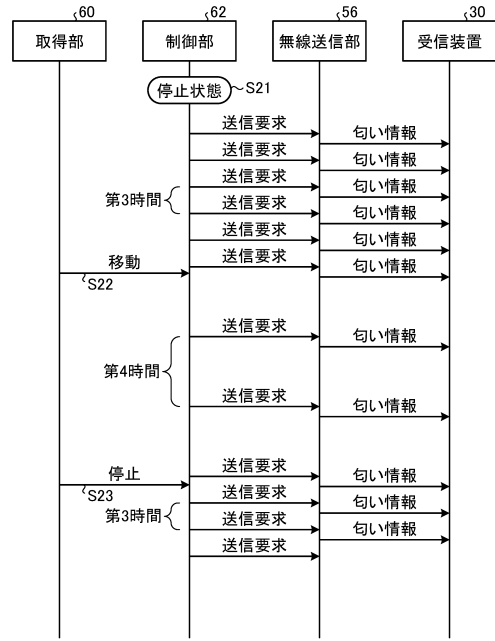 60 62 56 30
取得部 制御部 無線送信部 受信装置
停止状態 S21
送信要求
匂い情報
送信要求
匂い情報
送信要求
匂い情報
第3時間
送信要求
匂い情報
送信要求
匂い情報
送信要求
匂い情報
移動
S22
送信要求
匂い情報
第4時間
送信要求
匂い情報
停止
S23
送信要求
匂い情報
送信要求
匂い情報
第3時間
送信要求
匂い情報
送信要求